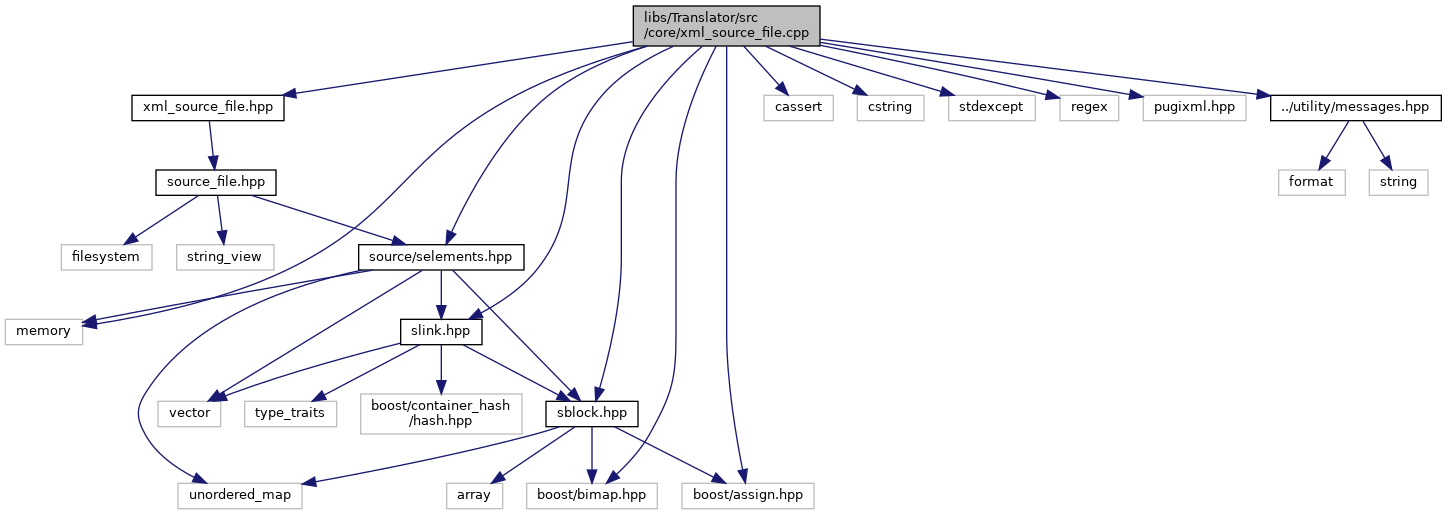 libs/Translator/src
/core/xml_source_file.cpp
xml_source_file.hpp
cassert
cstring
stdexcept
regex
pugixml.hpp
../utility/messages.hpp
source_file.hpp
format
string
filesystem
string_view
source/selements.hpp
memory
slink.hpp
vector
type_traits
boost/container_hash
/hash.hpp
sblock.hpp
unordered_map
array
boost/bimap.hpp
boost/assign.hpp